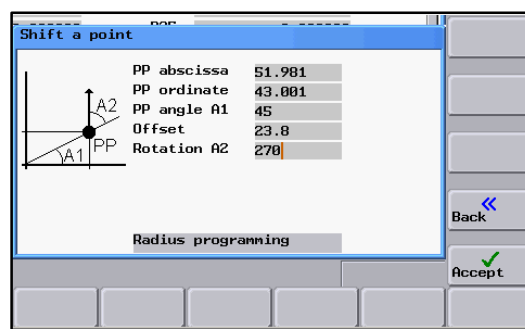 Shift a point
PP abscissa 51.981
PP ordinate 43.001
A2 PP angle A1 45
PP Offset 23.8
A1 Rotation A2 270
Back
Radius programming
Accept